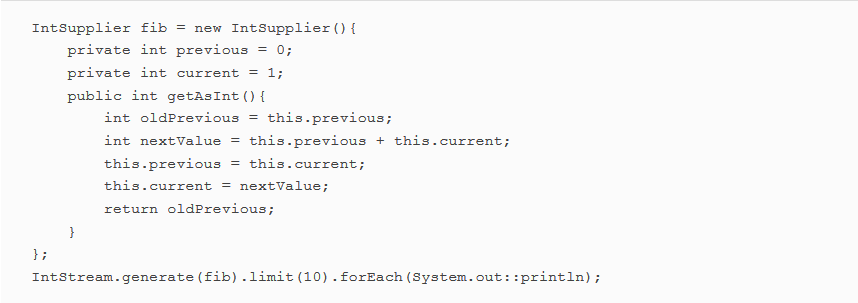 IntSupplier fib = new IntSupplier(){
    private int previous = 0;
    private int current = 1;
    public int getAsInt(){
        int oldPrevious = this.previous;
        int nextValue = this.previous + this.current;
        this.previous = this.current;
        this.current = nextValue;
        return oldPrevious;
    }
};
IntStream.generate(fib).limit(10).forEach(System.out::println);